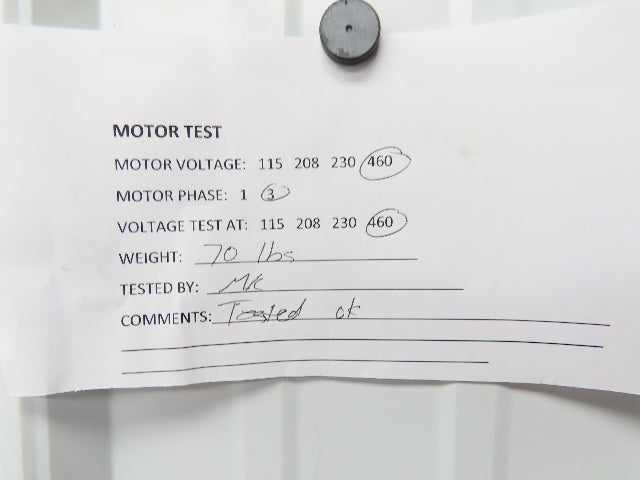 MOTOR TEST
MOTOR VOLTAGE: 115 208 230 460
MOTOR PHASE: 1 3
VOLTAGE TEST AT: 115 208 230 460
WEIGHT: 70 lbs
TESTED BY: MK
COMMENTS: Tested ok